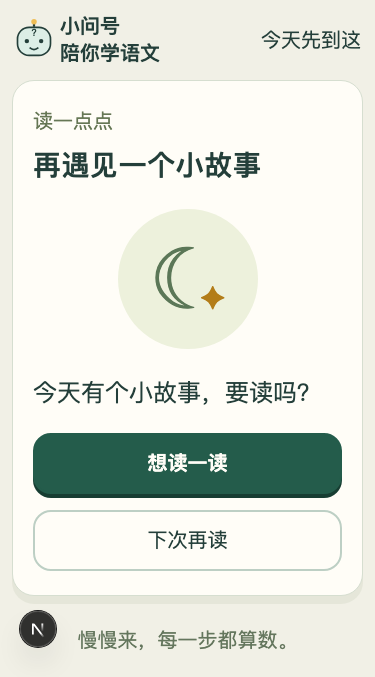 小问号
陪你学语文
今天先到这
读一点点
再遇见一个小故事
今天有个小故事，要读吗?
想读一读
下次再读
N
慢慢来，每一步都算数。